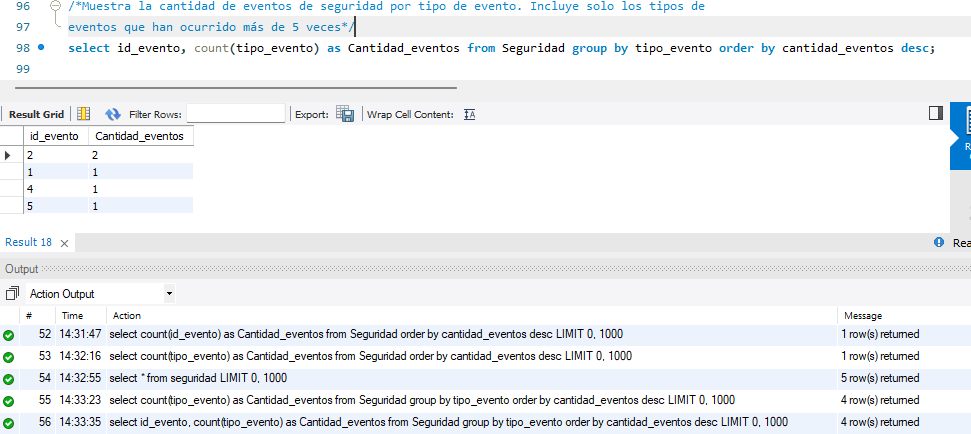 96 /*Muestra la cantidad de eventos de seguridad por tipo de evento. Incluye solo los tipos de
97 eventos que han ocurrido más de 5 veces*/
98 select id_evento, count(tipo_evento) as Cantidad_eventos from Seguridad group by tipo_evento order by cantidad_eventos desc;
99
Result Grid Filter Rows: Export: Wrap Cell Content: IA
id_evento Cantidad_eventos
2 2
1 1
4 1
5 1
Result 18 x
Output
Action Output
# Time Action Message
52 14:31:47 select count(id_evento) as Cantidad_eventos from Seguridad order by cantidad_eventos desc LIMIT 0, 1000 1 row(s) returned
53 14:32:16 select count(tipo_evento) as Cantidad_eventos from Seguridad order by cantidad_eventos desc LIMIT 0, 1000 1 row(s) returned
54 14:32:55 select * from seguridad LIMIT 0, 1000 5 row(s) returned
55 14:33:23 select count(tipo_evento) as Cantidad_eventos from Seguridad group by tipo_evento order by cantidad_eventos desc LIMIT 0, 1000 4 row(s) returned
56 14:33:35 select id_evento, count(tipo_evento) as Cantidad_eventos from Seguridad group by tipo_evento order by cantidad_eventos desc LIMIT 0, 1000 4 row(s) returned